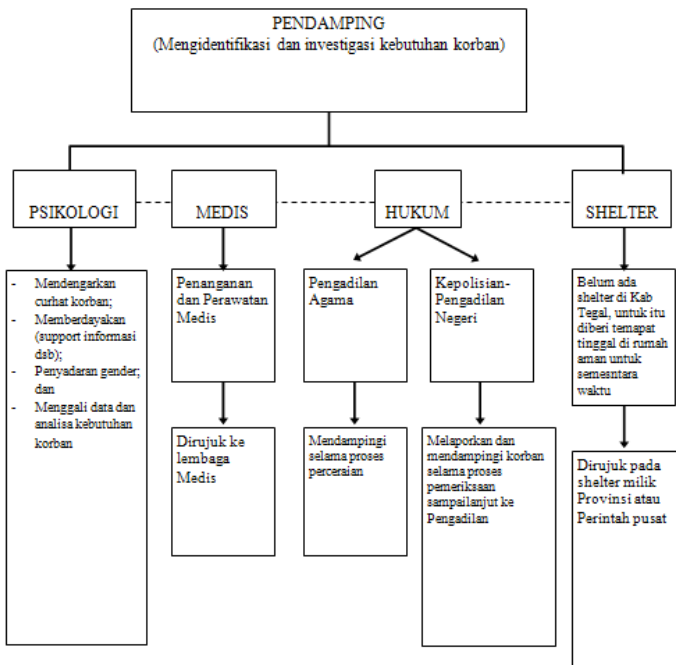 PENDAMPING
(Mengidentifikasi dan investigasi kebutuhan korban)
PSIKOLOGI
MEDIS
HUKUM
SHELTER
- Mendengarkan
curhat korban;
- Memberdayakan
(support informasi
dsb);
- Penyadaran gender;
dan
- Menggali data dan
analisa kebutuhan
korban
Penanganan
dan Perawatan
Medis
Pengadilan
Agama
Kepolisian-
Pengadilan
Negeri
Belum ada
shelter di Kab
Tegal, untuk itu
diberi temapat
tinggal di rumah
aman untuk
semesntara
waktu
Dirujuk ke
lembaga
Medis
Mendampingi
selama proses
perceraian
Melaporkan dan
mendampingi korban
selama proses
pemeriksaan
sampailanjut ke
Pengadilan
Dirujuk pada
shelter milik
Provinsi atau
Perintah pusat